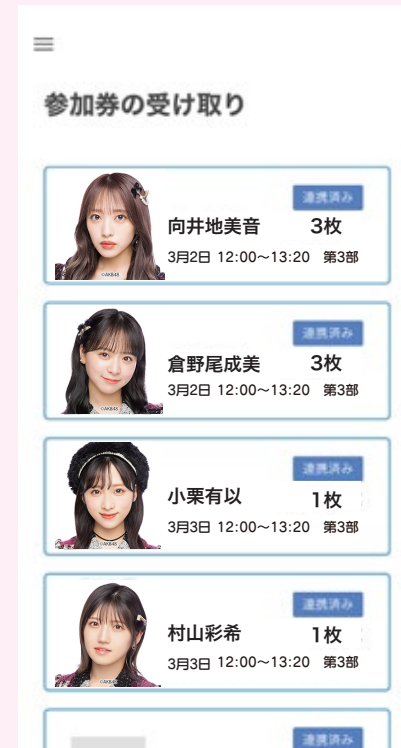 参加券の受け取り
連携済み
向井地美音 3枚
3月2日 12:00〜13:20 第3部
©AKB48
連携済み
倉野尾成美 3枚
3月2日 12:00〜13:20 第3部
©AKB48
連携済み
小栗有以 1枚
3月3日 12:00〜13:20 第3部
©AKB48
連携済み
村山彩希 1枚
3月3日 12:00〜13:20 第3部
©AKB48
連携済み